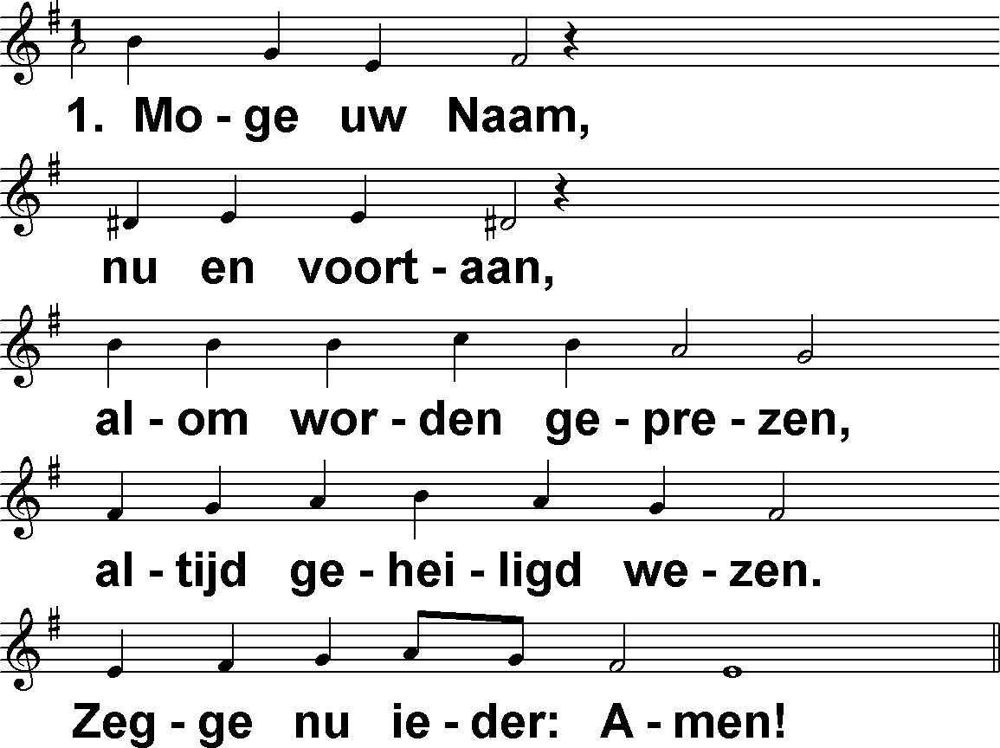 1
1. Mo - ge uw Naam,
nu en voort - aan,
al - om wor - den ge - pre - zen,
al - tijd ge - hei - ligd we - zen.
Zeg - ge nu ie - der: A - men!